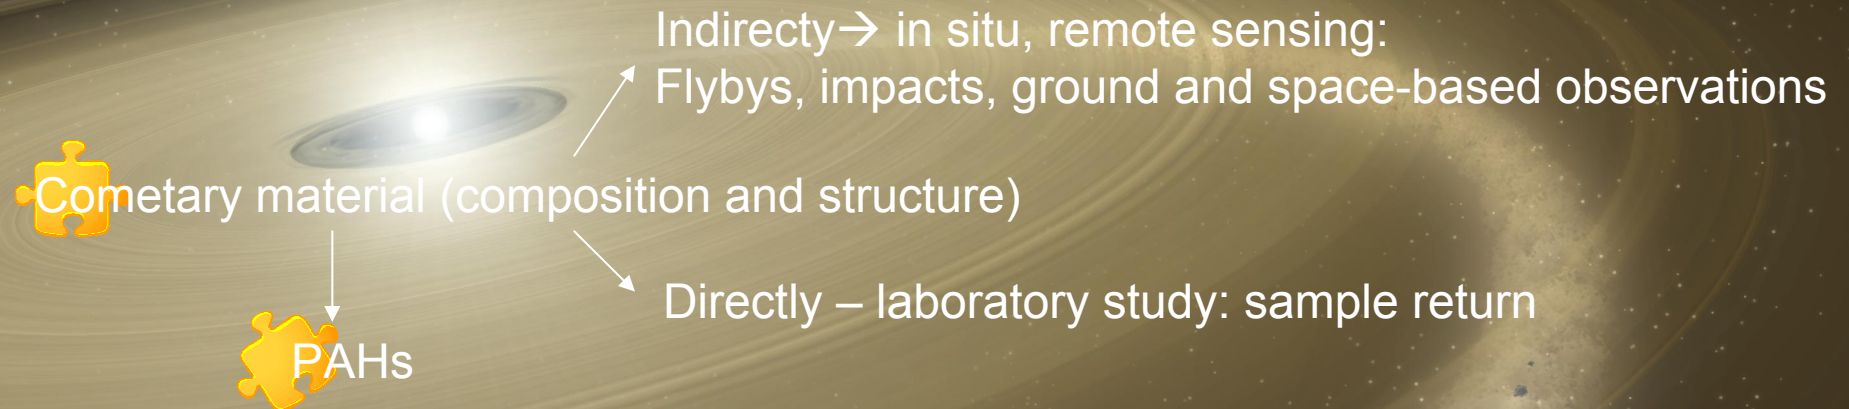 Indirecty→ in situ, remote sensing:
Flybys, impacts, ground and space-based observations
Cometary material (composition and structure)
Directly – laboratory study: sample return
PAHs